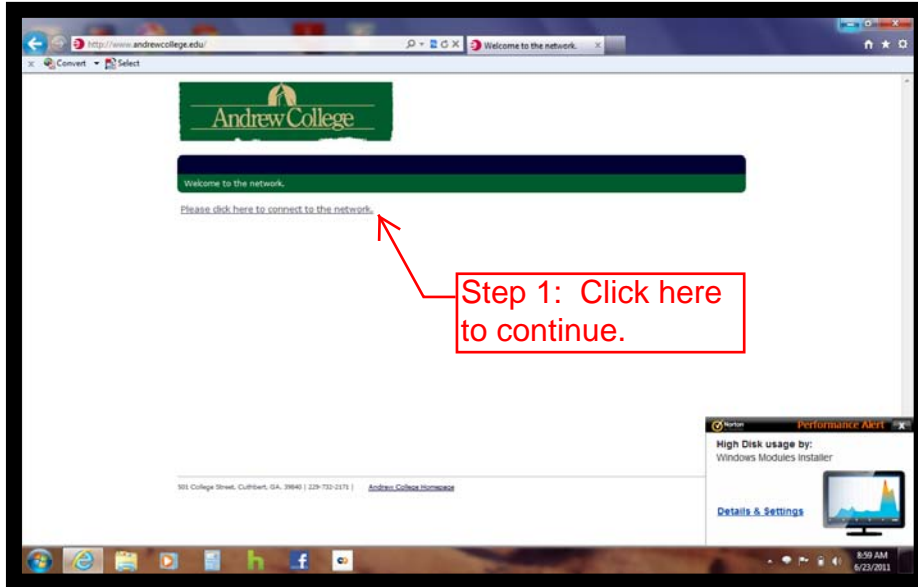 http://www.andrewcollege.edu/
Welcome to the network.
x Convert Select
Andrew College
Welcome to the network.
Please click here to connect to the network.
Step 1: Click here
to continue.
Norton Performance Alert x
High Disk usage by:
Windows Modules Installer
Details & Settings
501 College Street, Cuthbert, GA. 39840 | 229-732-2171 | Andrew College Homepage
8:59 AM
6/23/2011